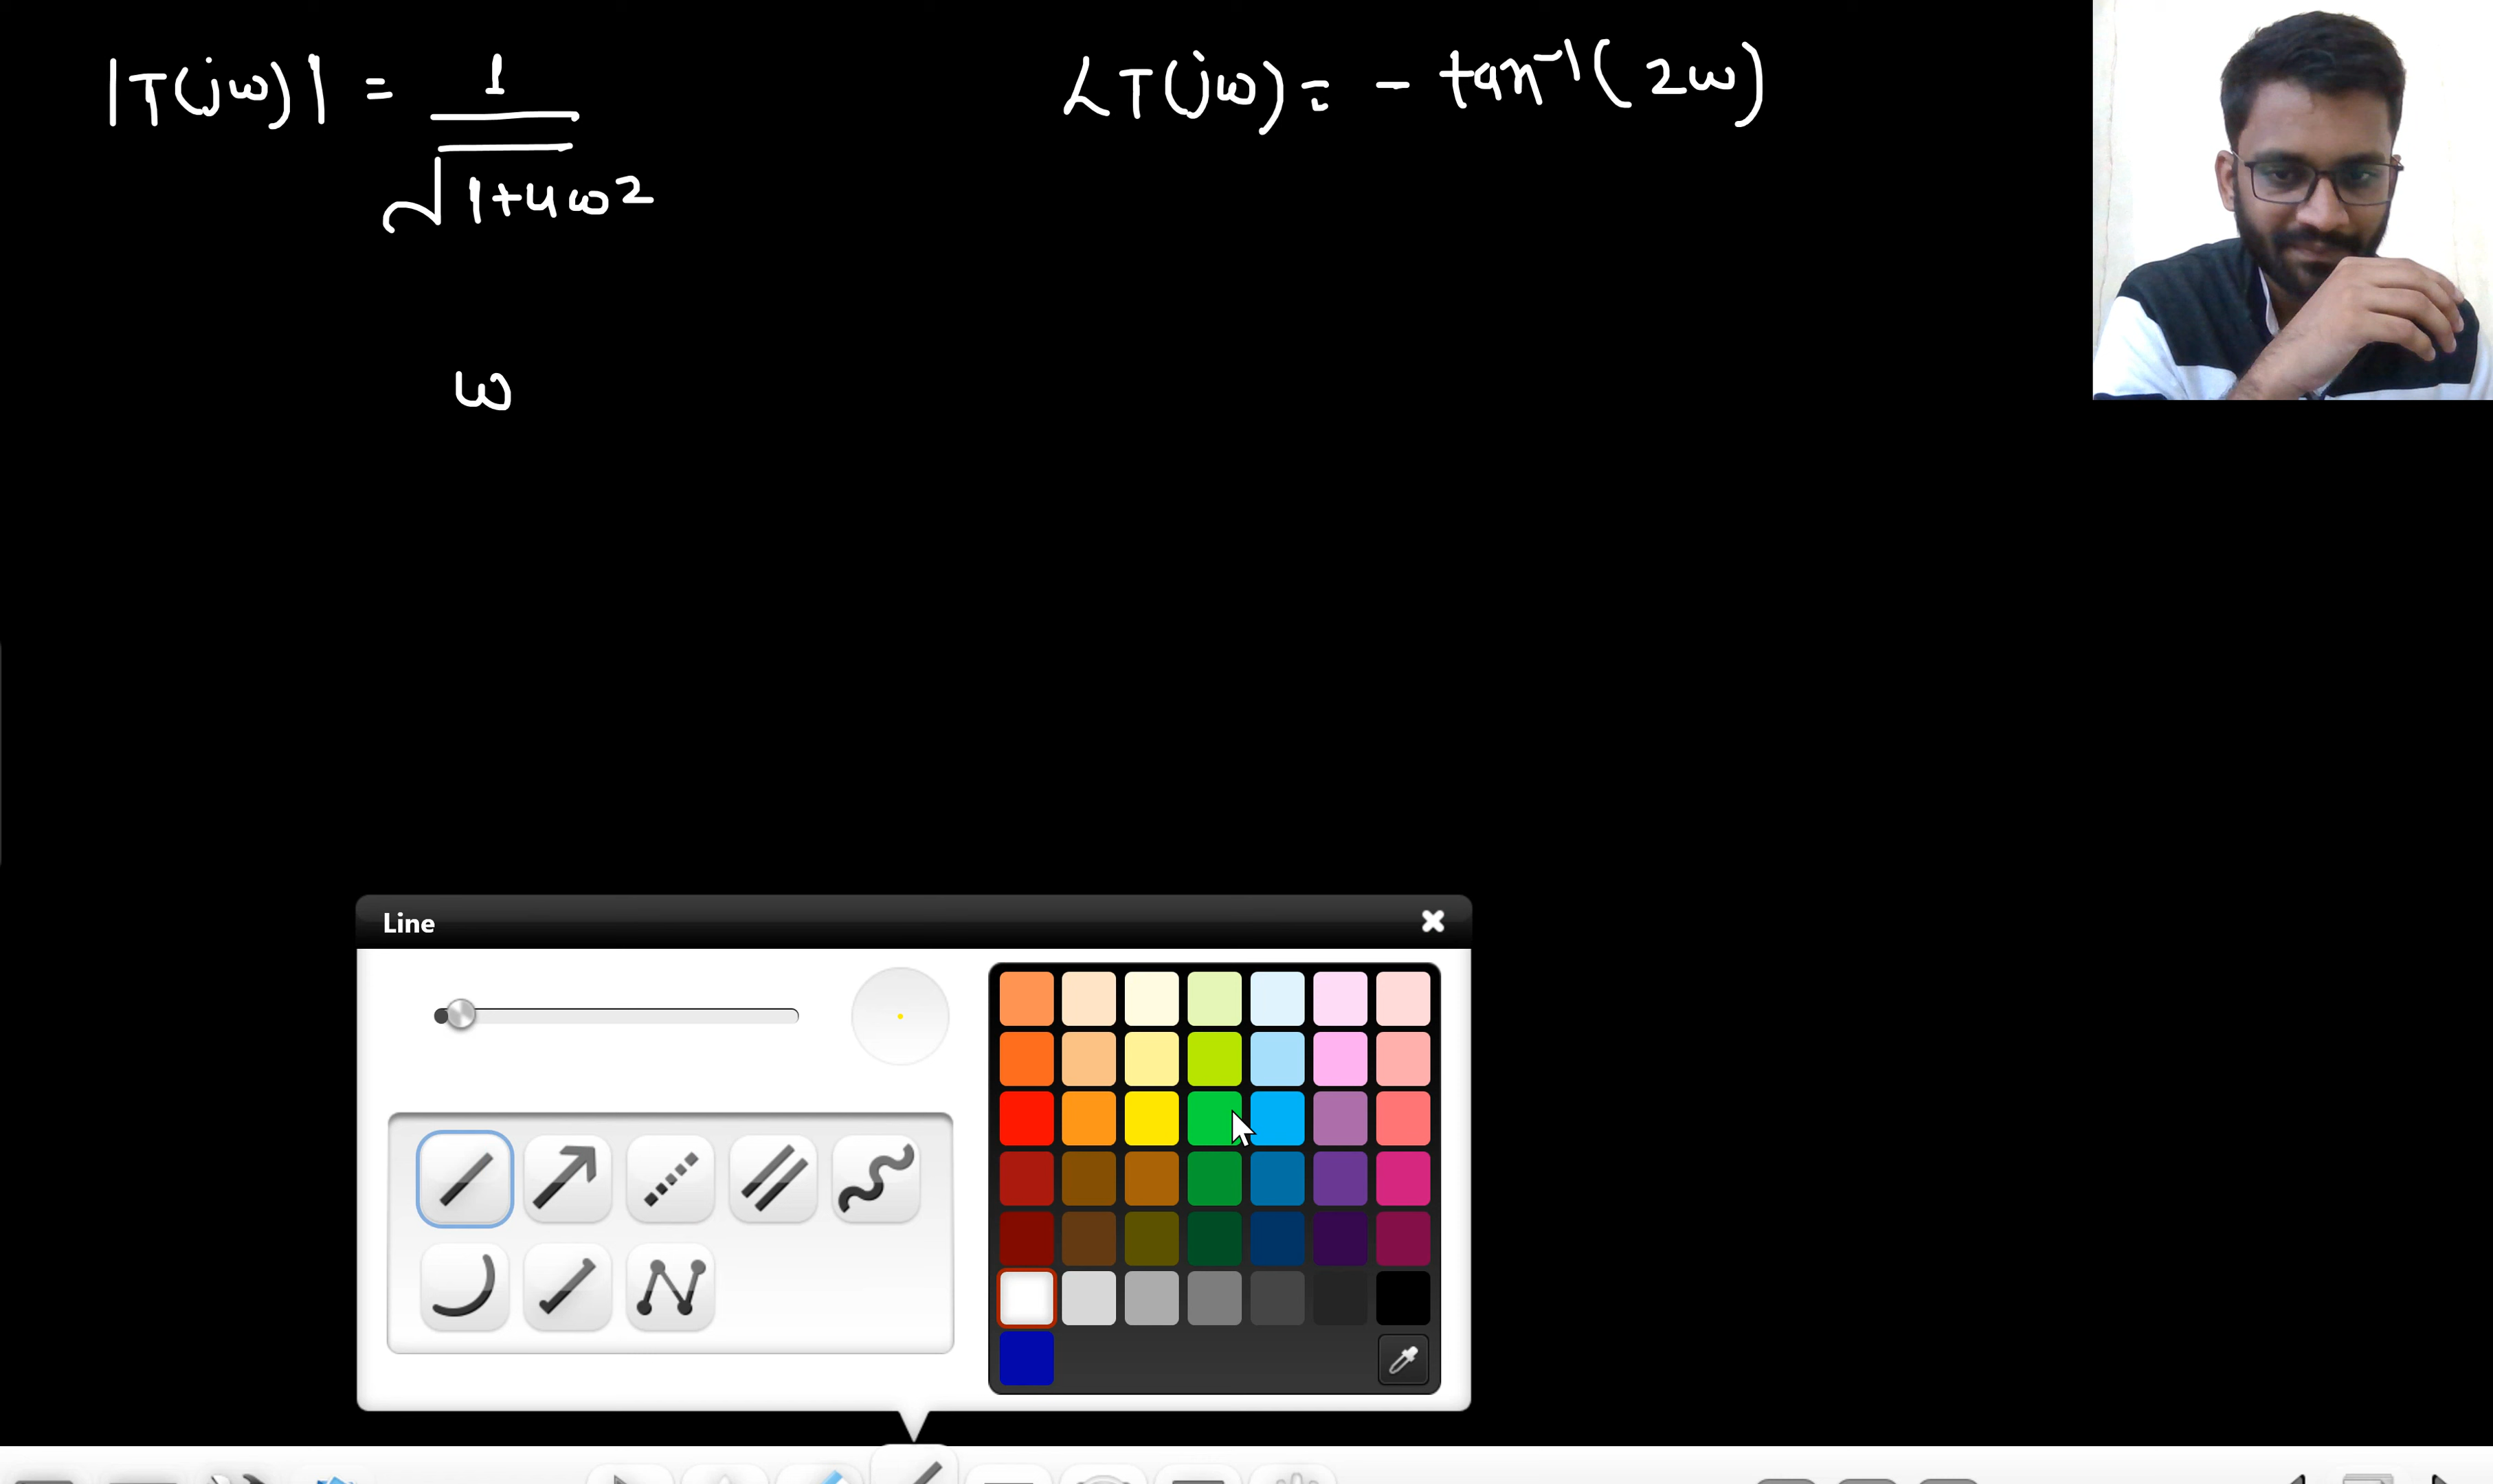 |T(jω)| = 1 / √1+4ω²
∠T(jω) = - tan⁻¹(2ω)
ω
Line